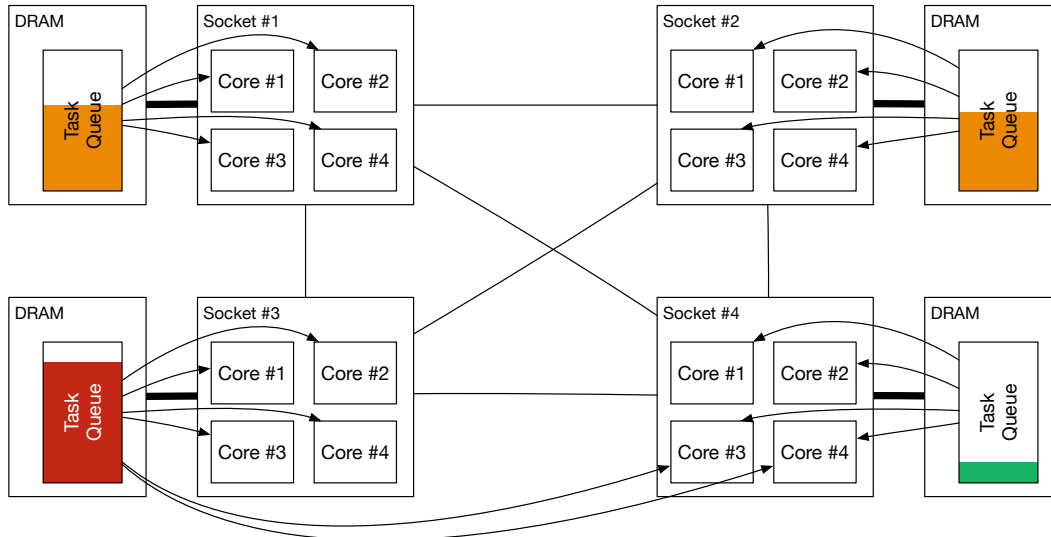 DRAM
Task
Queue
Socket #1
Core #1
Core #2
Core #3
Core #4
Socket #2
Core #1
Core #2
Core #3
Core #4
DRAM
Task
Queue
DRAM
Task
Queue
Socket #3
Core #1
Core #2
Core #3
Core #4
Socket #4
Core #1
Core #2
Core #3
Core #4
DRAM
Task
Queue